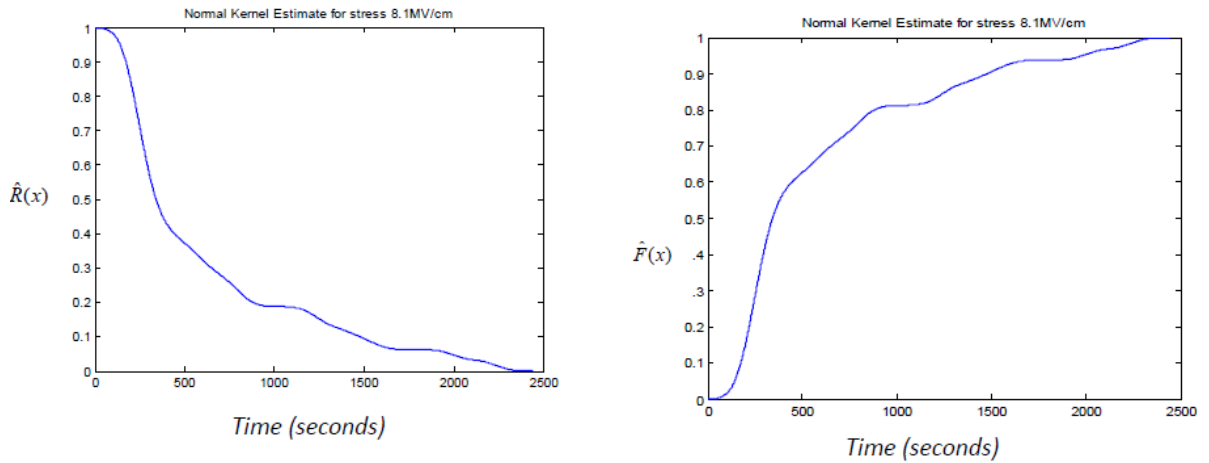 Normal Kernel Estimate for stress 8.1MV/cm
1
0.9
0.8
0.7
0.6
0.5
0.4
0.3
0.2
0.1
0
R̂(x)
0 500 1000 1500 2000 2500
Time (seconds)
Normal Kernel Estimate for stress 8.1MV/cm
1
0.9
0.8
0.7
0.6
0.5
.4
.3
0.2
0.1
0
F̂(x)
0 500 1000 1500 2000 2500
Time (seconds)